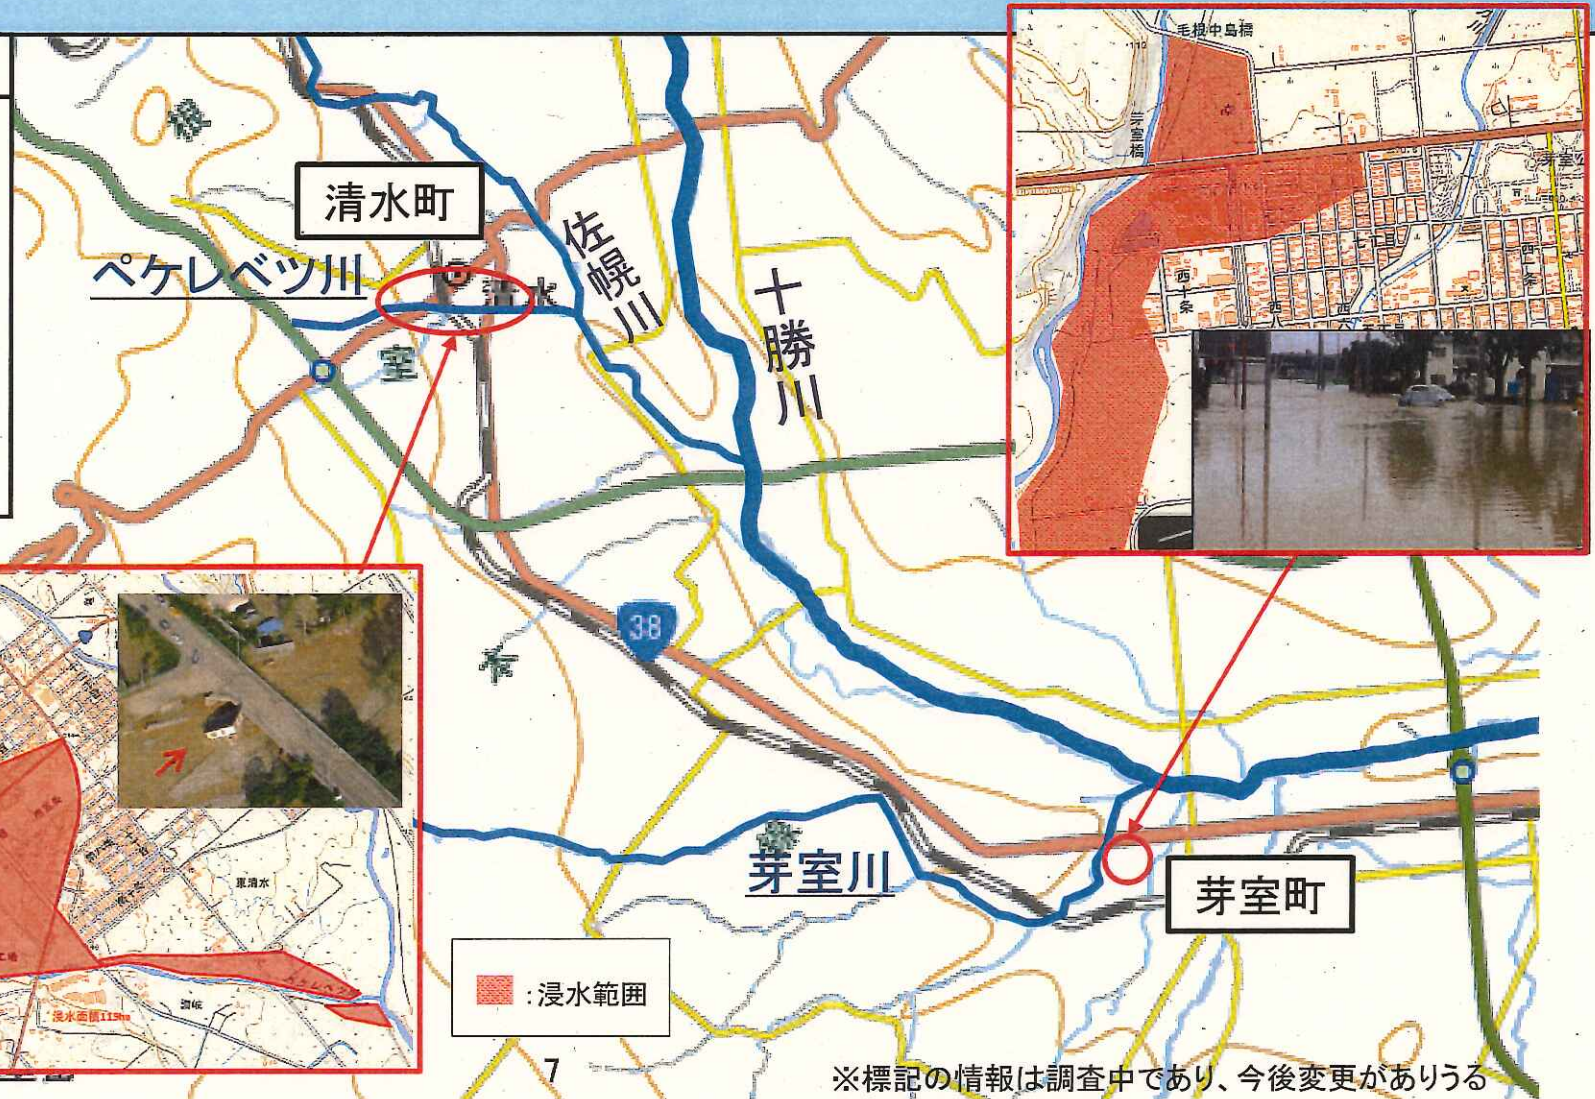 毛根中島橋
芽室橋
清水町
ペケレベツ川
佐幌川
十勝川
清水
西十条
38
芽室川
芽室町
東清水
浸水面積115ha
:浸水範囲
7
※標記の情報は調査中であり、今後変更がありうる